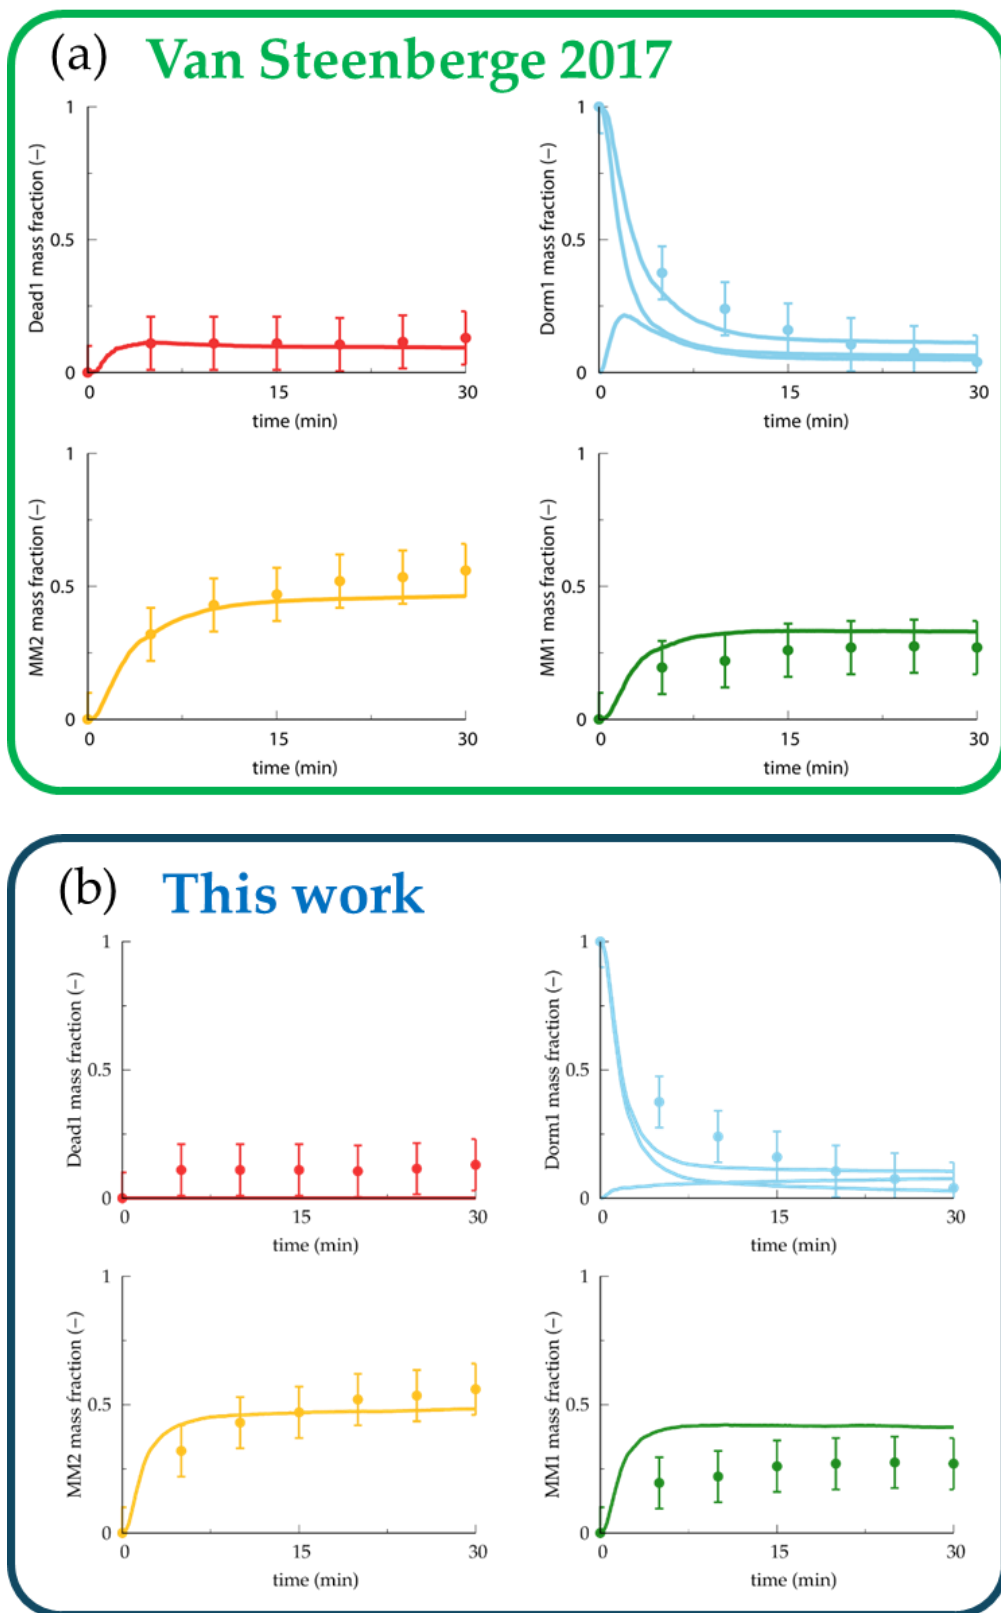 (a) Van Steenberge 2017
1
0.5
0
Dead1 mass fraction (−)
0 15 30
time (min)
1
0.5
0
Dorm1 mass fraction (−)
0 15 30
time (min)
1
0.5
0
MM2 mass fraction (−)
0 15 30
time (min)
1
0.5
0
MM1 mass fraction (−)
0 15 30
time (min)
(b) This work
1
0.5
0
Dead1 mass fraction (−)
0 15 30
time (min)
1
0.5
0
Dorm1 mass fraction (−)
0 15 30
time (min)
1
0.5
0
MM2 mass fraction (−)
0 15 30
time (min)
1
0.5
0
MM1 mass fraction (−)
0 15 30
time (min)